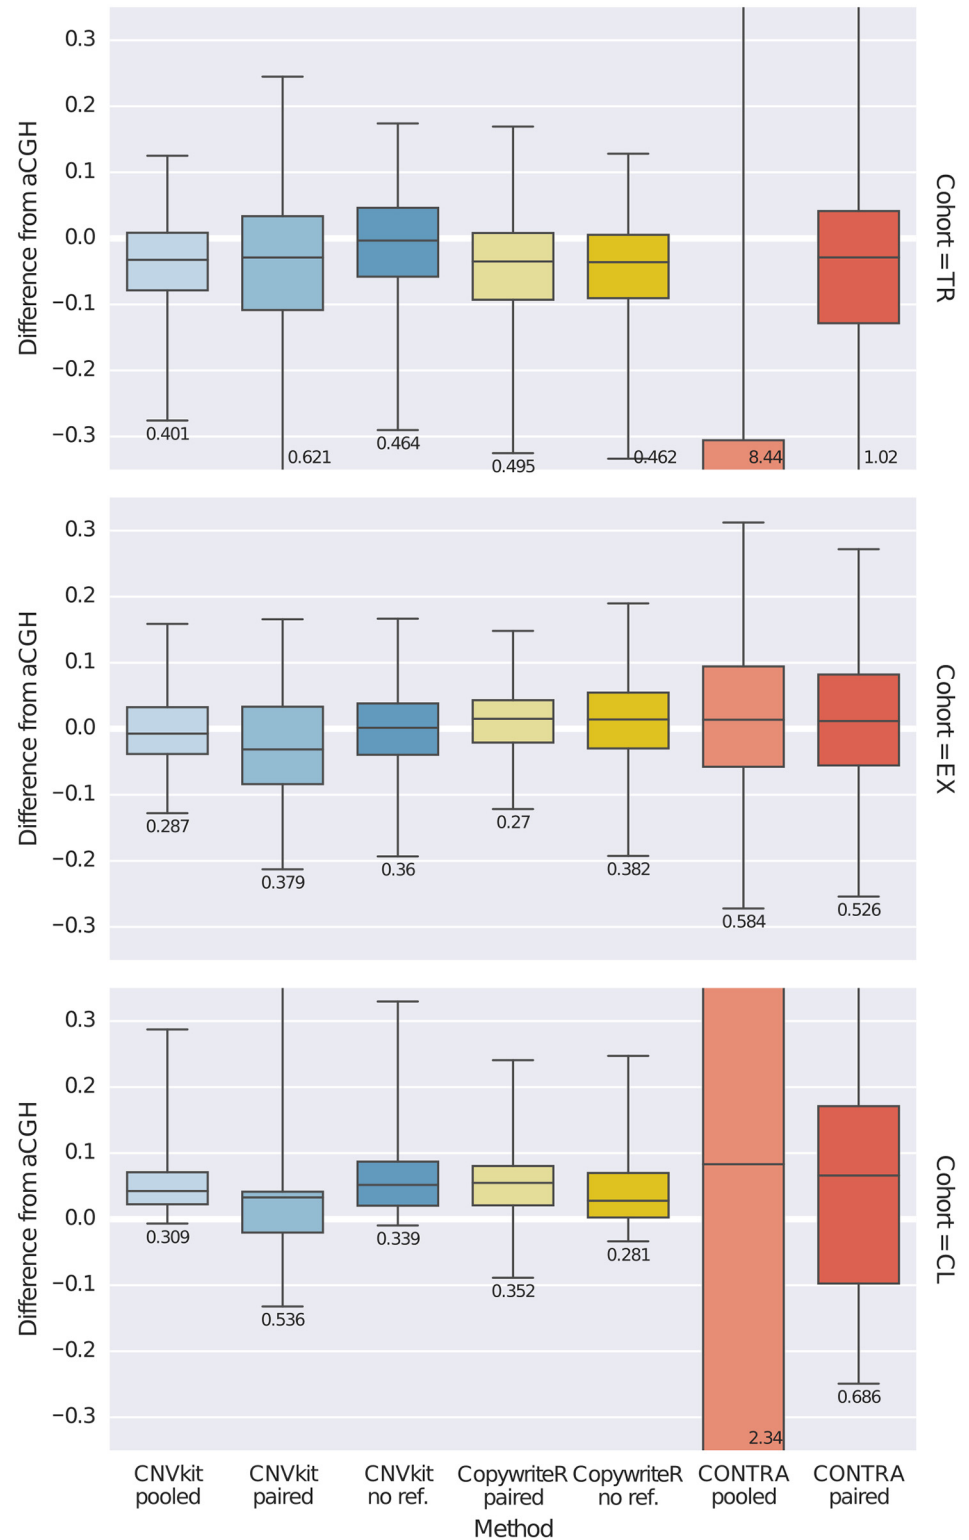 0.3
0.2
0.1
0.0
−0.1
−0.2
−0.3
Difference from aCGH
0.401
0.621
0.464
0.495
0.462
8.44
1.02
Cohort = TR
0.3
0.2
0.1
0.0
−0.1
−0.2
−0.3
Difference from aCGH
0.287
0.379
0.36
0.27
0.382
0.584
0.526
Cohort = EX
0.3
0.2
0.1
0.0
−0.1
−0.2
−0.3
Difference from aCGH
0.309
0.536
0.339
0.352
0.281
2.34
0.686
Cohort = CL
CNVkit
pooled
CNVkit
paired
CNVkit
no ref.
CopywriteR
paired
CopywriteR
no ref.
CONTRA
pooled
CONTRA
paired
Method